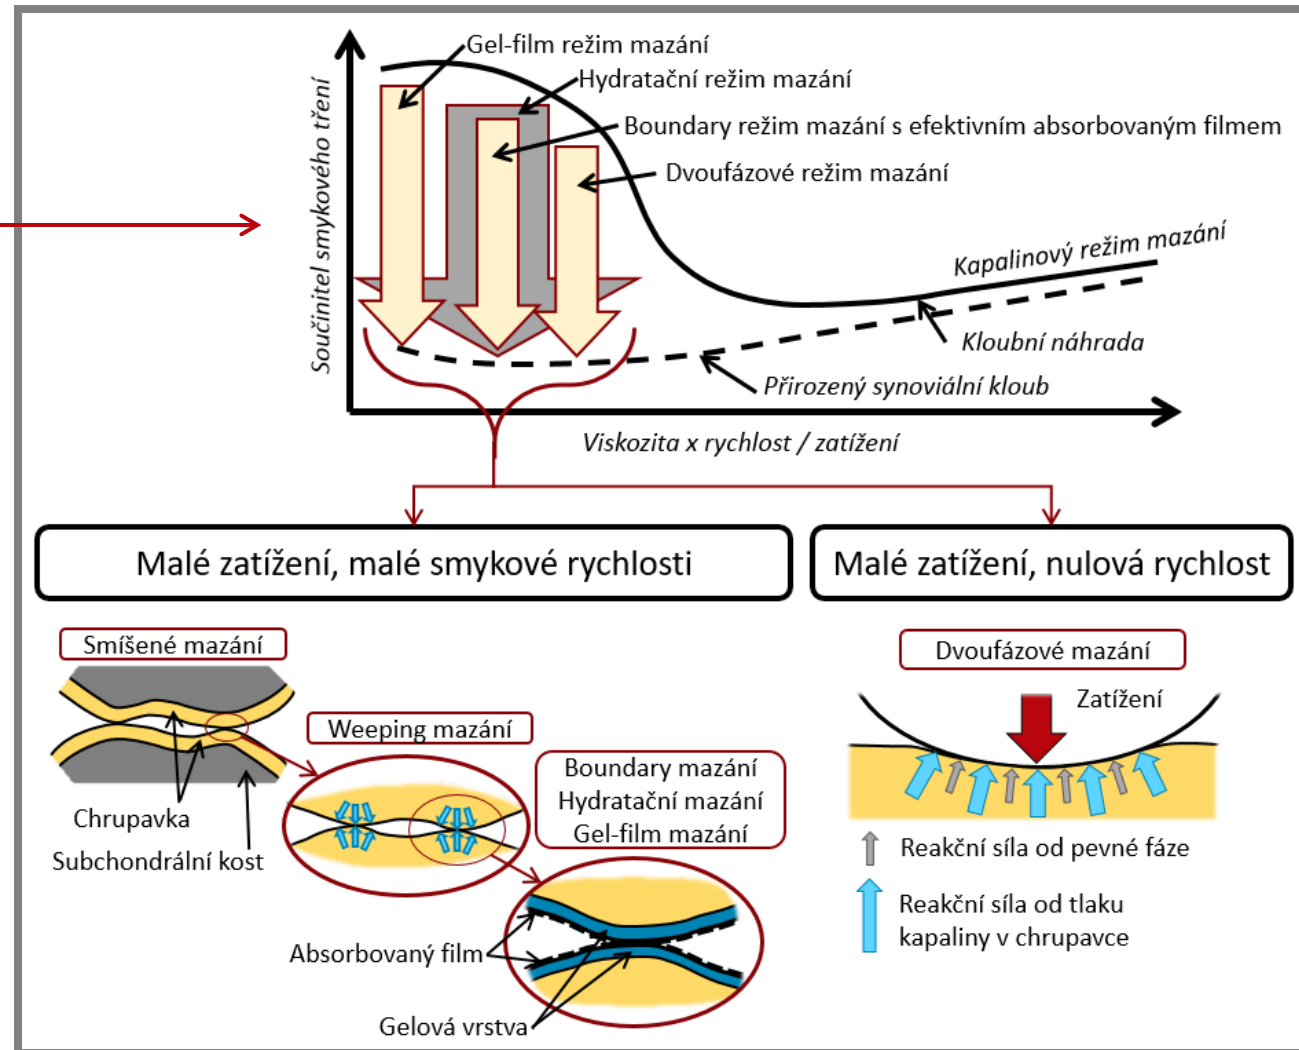 Gel-film režim mazání
Hydratační režim mazání
Boundary režim mazání s efektivním absorbovaným filmem
Dvoufázové režim mazání
Součinitel smykového tření
Kapalinový režim mazání
Kloubní náhrada
Přirozený synoviální kloub
Viskozita x rychlost / zatížení
Malé zatížení, malé smykové rychlosti
Malé zatížení, nulová rychlost
Smíšené mazání
Chrupavka
Subchondrální kost
Weeping mazání
Boundary mazání
Hydratační mazání
Gel-film mazání
Absorbovaný film
Gelová vrstva
Dvoufázové mazání
Zatížení
Reakční síla od pevné fáze
Reakční síla od tlaku
kapaliny v chrupavce